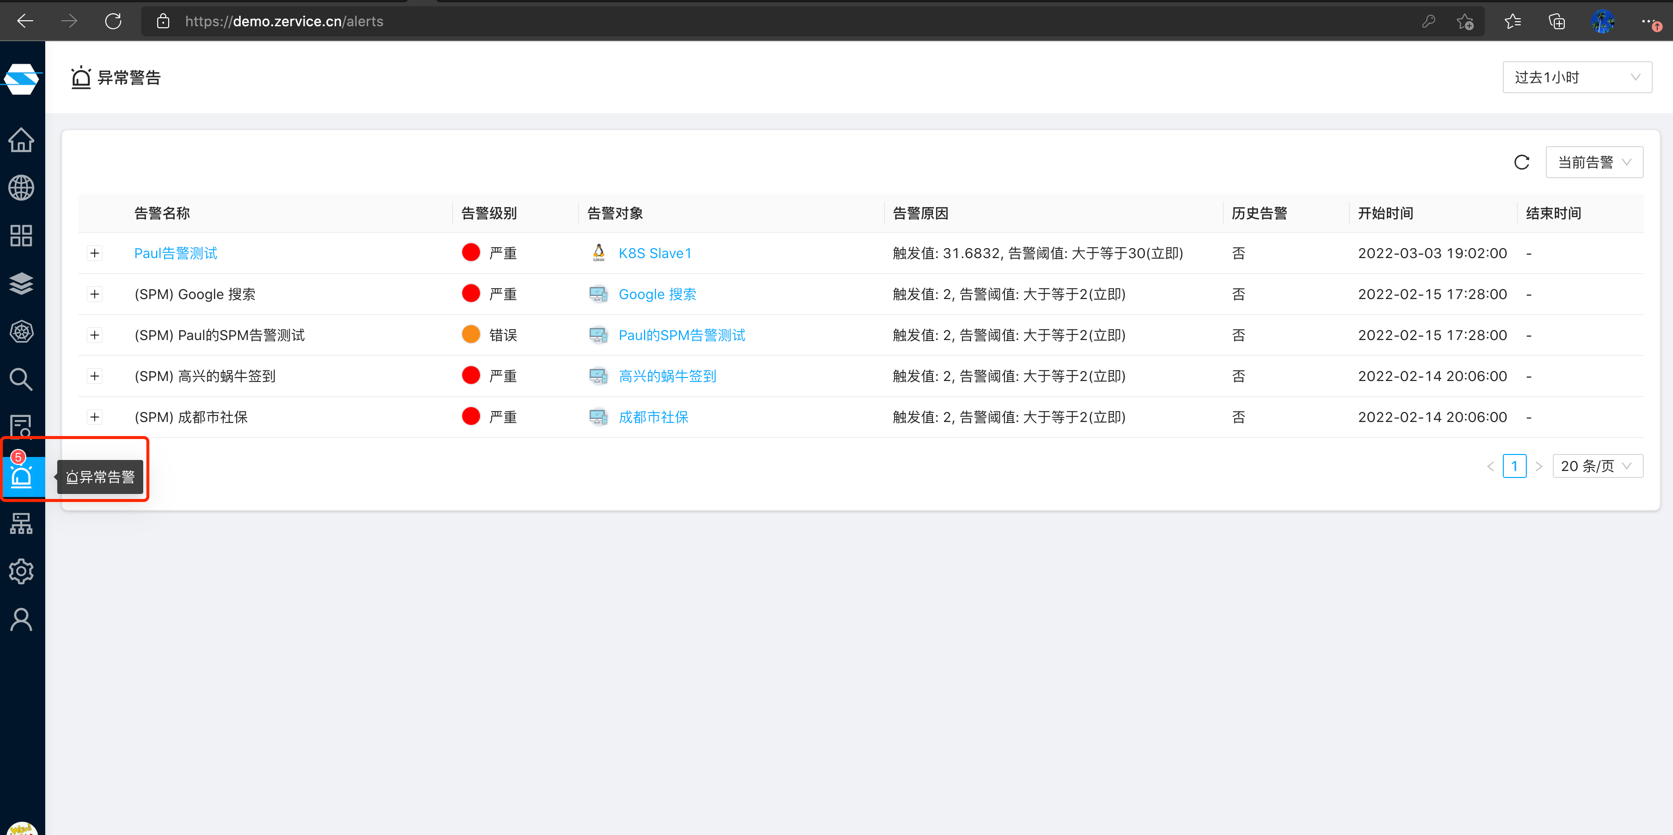 https://demo.zervice.cn/alerts
异常警告
过去1小时
当前告警
告警名称 告警级别 告警对象 告警原因 历史告警 开始时间 结束时间
+ Paul告警测试 严重 K8S Slave1 触发值: 31.6832, 告警阈值: 大于等于30(立即) 否 2022-03-03 19:02:00 -
+ (SPM) Google 搜索 严重 Google 搜索 触发值: 2, 告警阈值: 大于等于2(立即) 否 2022-02-15 17:28:00 -
+ (SPM) Paul的SPM告警测试 错误 Paul的SPM告警测试 触发值: 2, 告警阈值: 大于等于2(立即) 否 2022-02-15 17:28:00 -
+ (SPM) 高兴的蜗牛签到 严重 高兴的蜗牛签到 触发值: 2, 告警阈值: 大于等于2(立即) 否 2022-02-14 20:06:00 -
+ (SPM) 成都市社保 严重 成都市社保 触发值: 2, 告警阈值: 大于等于2(立即) 否 2022-02-14 20:06:00 -
5
异常告警
< 1 > 20 条/页